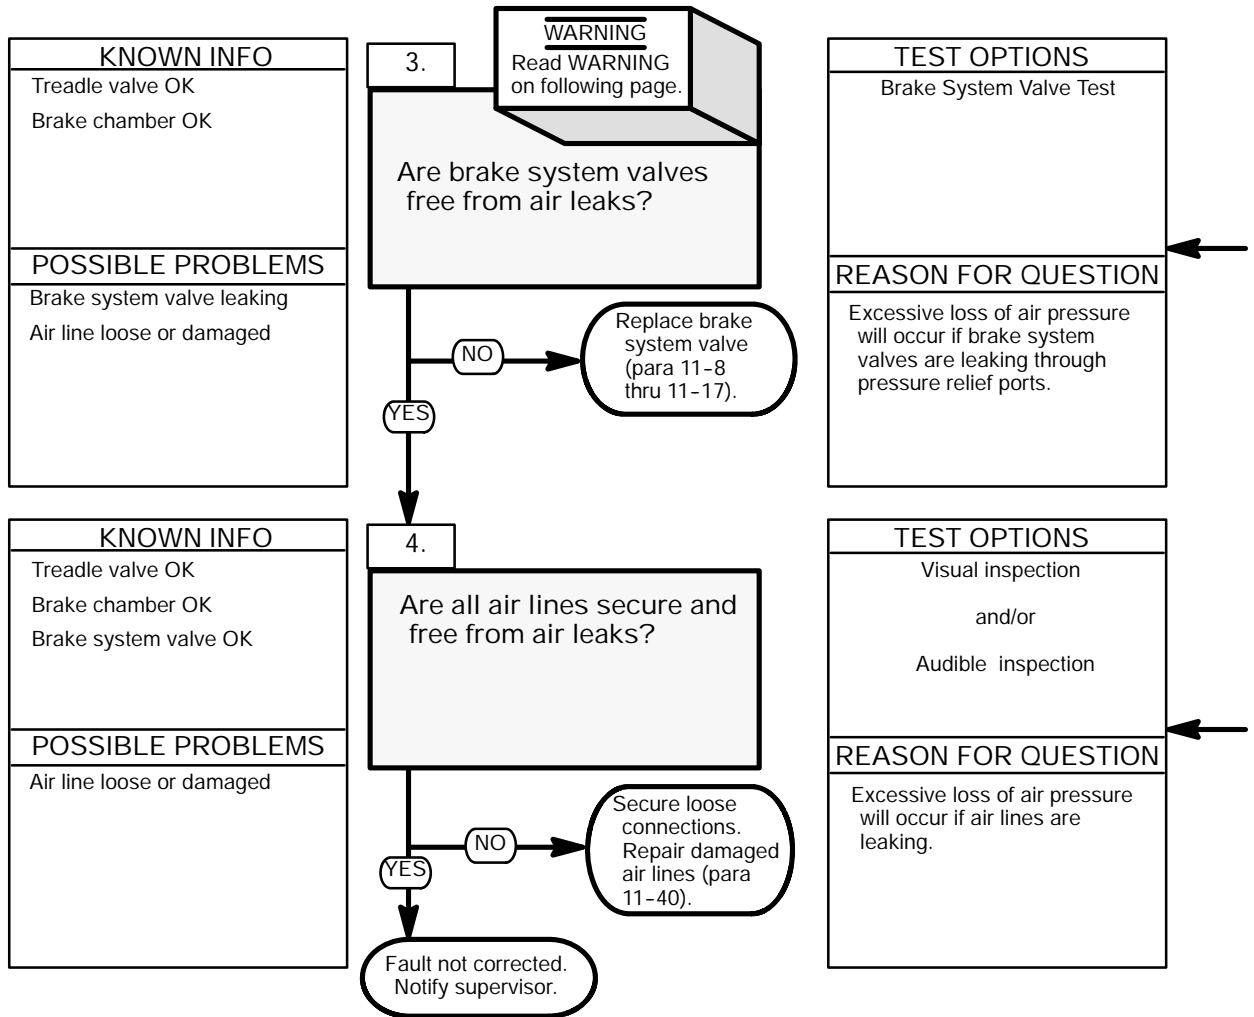 KNOWN INFO
Treadle valve OK
Brake chamber OK
POSSIBLE PROBLEMS
Brake system valve leaking
Air line loose or damaged
3.
WARNING
Read WARNING
on following page.
Are brake system valves
free from air leaks?
NO
Replace brake
system valve
(para 11-8
thru 11-17).
YES
TEST OPTIONS
Brake System Valve Test
REASON FOR QUESTION
Excessive loss of air pressure
will occur if brake system
valves are leaking through
pressure relief ports.
KNOWN INFO
Treadle valve OK
Brake chamber OK
Brake system valve OK
POSSIBLE PROBLEMS
Air line loose or damaged
4.
Are all air lines secure and
free from air leaks?
NO
Secure loose
connections.
Repair damaged
air lines (para
11-40).
YES
Fault not corrected.
Notify supervisor.
TEST OPTIONS
Visual inspection
and/or
Audible inspection
REASON FOR QUESTION
Excessive loss of air pressure
will occur if air lines are
leaking.